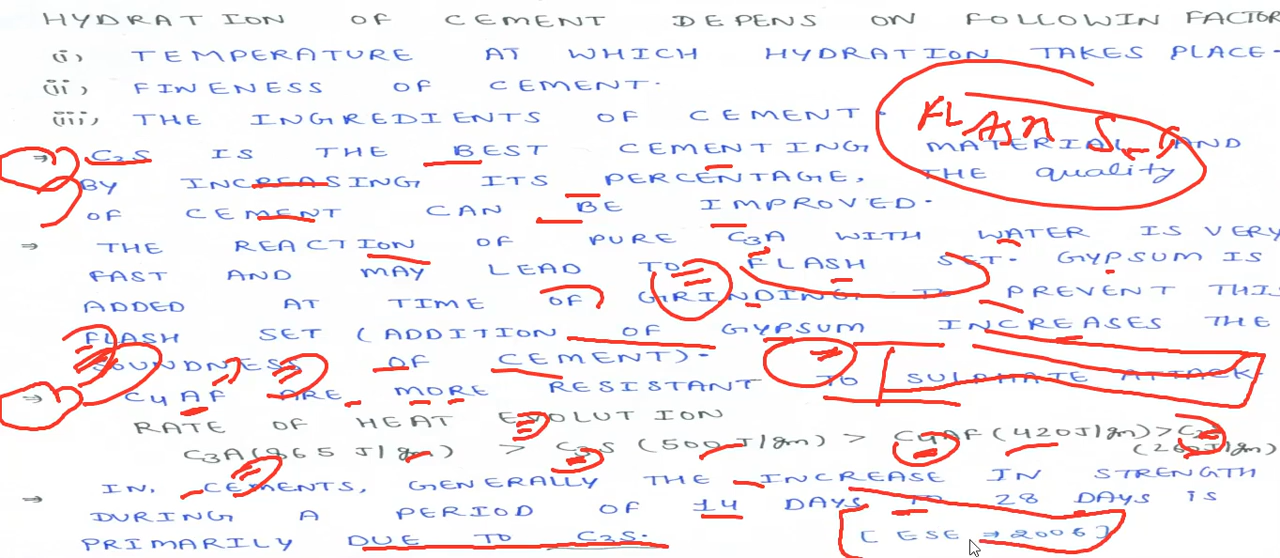 HYDRATION OF CEMENT DEPENS ON FOLLOWIN FACTOR
(i) TEMPERATURE AT WHICH HYDRATION TAKES PLACE.
(ii) FINENESS OF CEMENT.
(iii) THE INGREDIENTS OF CEMENT.
FLASH SET
⇒ C2S IS THE BEST CEMENTING MATERIAL AND
BY INCREASING ITS PERCENTAGE, THE quality
OF CEMENT CAN BE IMPROVED.
⇒ THE REACTION OF PURE C3A WITH WATER IS VERY
FAST AND MAY LEAD TO FLASH SET. GYPSUM IS
ADDED AT TIME OF GRINDING TO PREVENT THIS
FLASH SET (ADDITION OF GYPSUM INCREASES THE
SOUNDNESS OF CEMENT).
⇒ C4AF ARE MORE RESISTANT TO SULPHATE ATTACK.
RATE OF HEAT EVOLUTION
C3A(865 J/gm) > C3S (500 J/gm) > C4AF (420J/gm) > C2S (260J/gm)
⇒ IN, CEMENTS, GENERALLY THE INCREASE IN STRENGTH
DURING A PERIOD OF 14 DAYS TO 28 DAYS IS
PRIMARILY DUE TO C2S. [ESE ⇒ 2006]